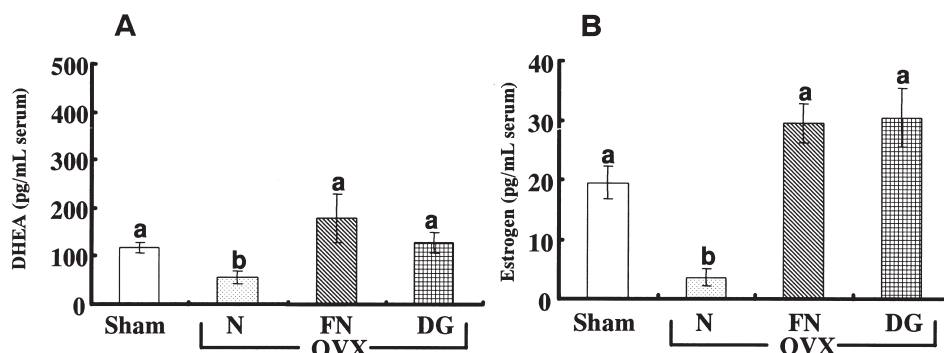 A
DHEA (pg/mL serum)
500
400
300
200
100
0
a
b
a
a
Sham
N
FN
DG
OVX
B
Estrogen (pg/mL serum)
40
30
20
10
0
a
b
a
a
Sham
N
FN
DG
OVX